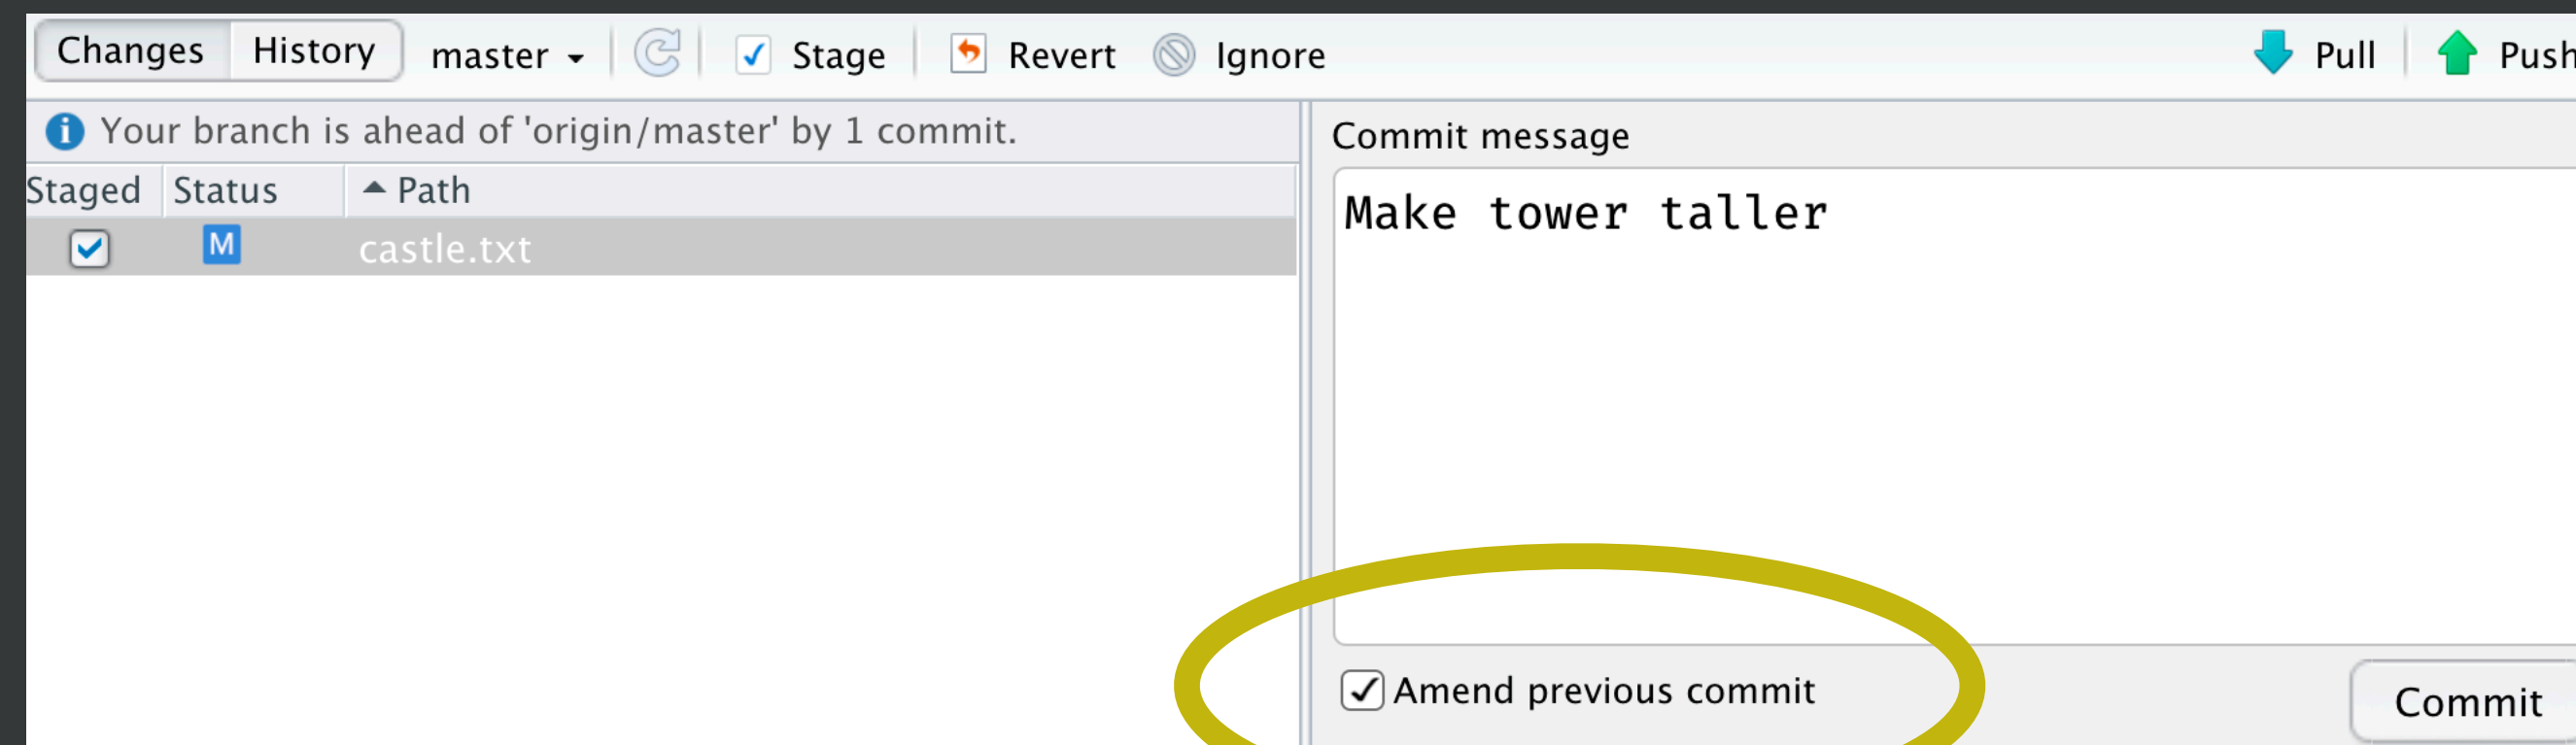 Changes History master Stage Revert Ignore Pull Push
Your branch is ahead of 'origin/master' by 1 commit.
Commit message
Staged Status Path
Make tower taller
M castle.txt
Amend previous commit
Commit